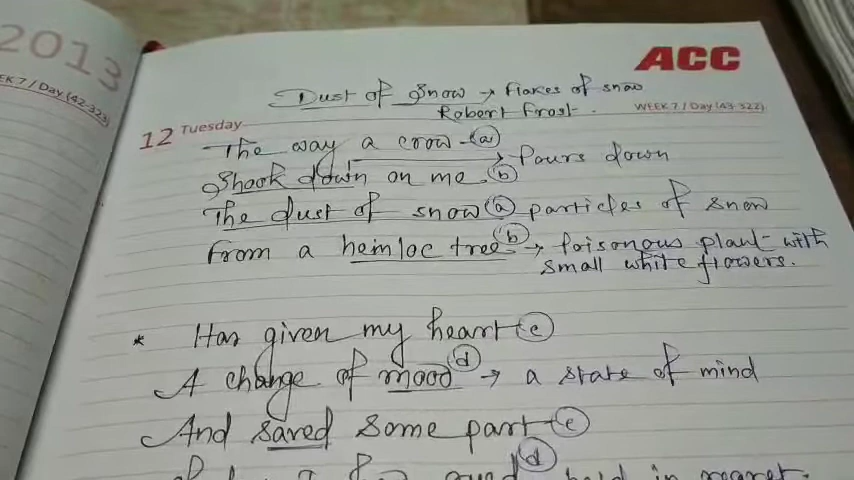 2013
EK 7 / Day (42-323)
ACC
Dust of Snow → Flakes of snow
Robert Frost.
WEEK 7 / Day (43-322)
12 Tuesday
The way a crow (a)
Shook down on me (b) → Pours down
The dust of snow (a) particles of snow
From a hemloc tree (b) → Poisonous plant with
small white flowers.
* Has given my heart (c)
A change of mood (d) → a state of mind
And saved some part (c)
(d) in regret.